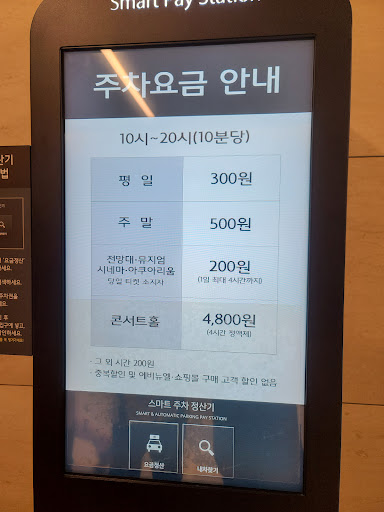 Smart Pay Station
주차요금 안내
10시~20시(10분당)
평 일 300원
주 말 500원
전망대·뮤지엄
시네마·아쿠아리움
당일 티켓 소지자
200원
(1일 최대 4시간까지)
콘서트홀 4,800원
(4시간 정액제)
- 그 외 시간 200원
- 중복할인 및 에비뉴엘·쇼핑몰 구매 고객 할인 없음
스마트 주차 정산기
SMART & AUTOMATIC PARKING PAY STATION
요금정산 내차찾기